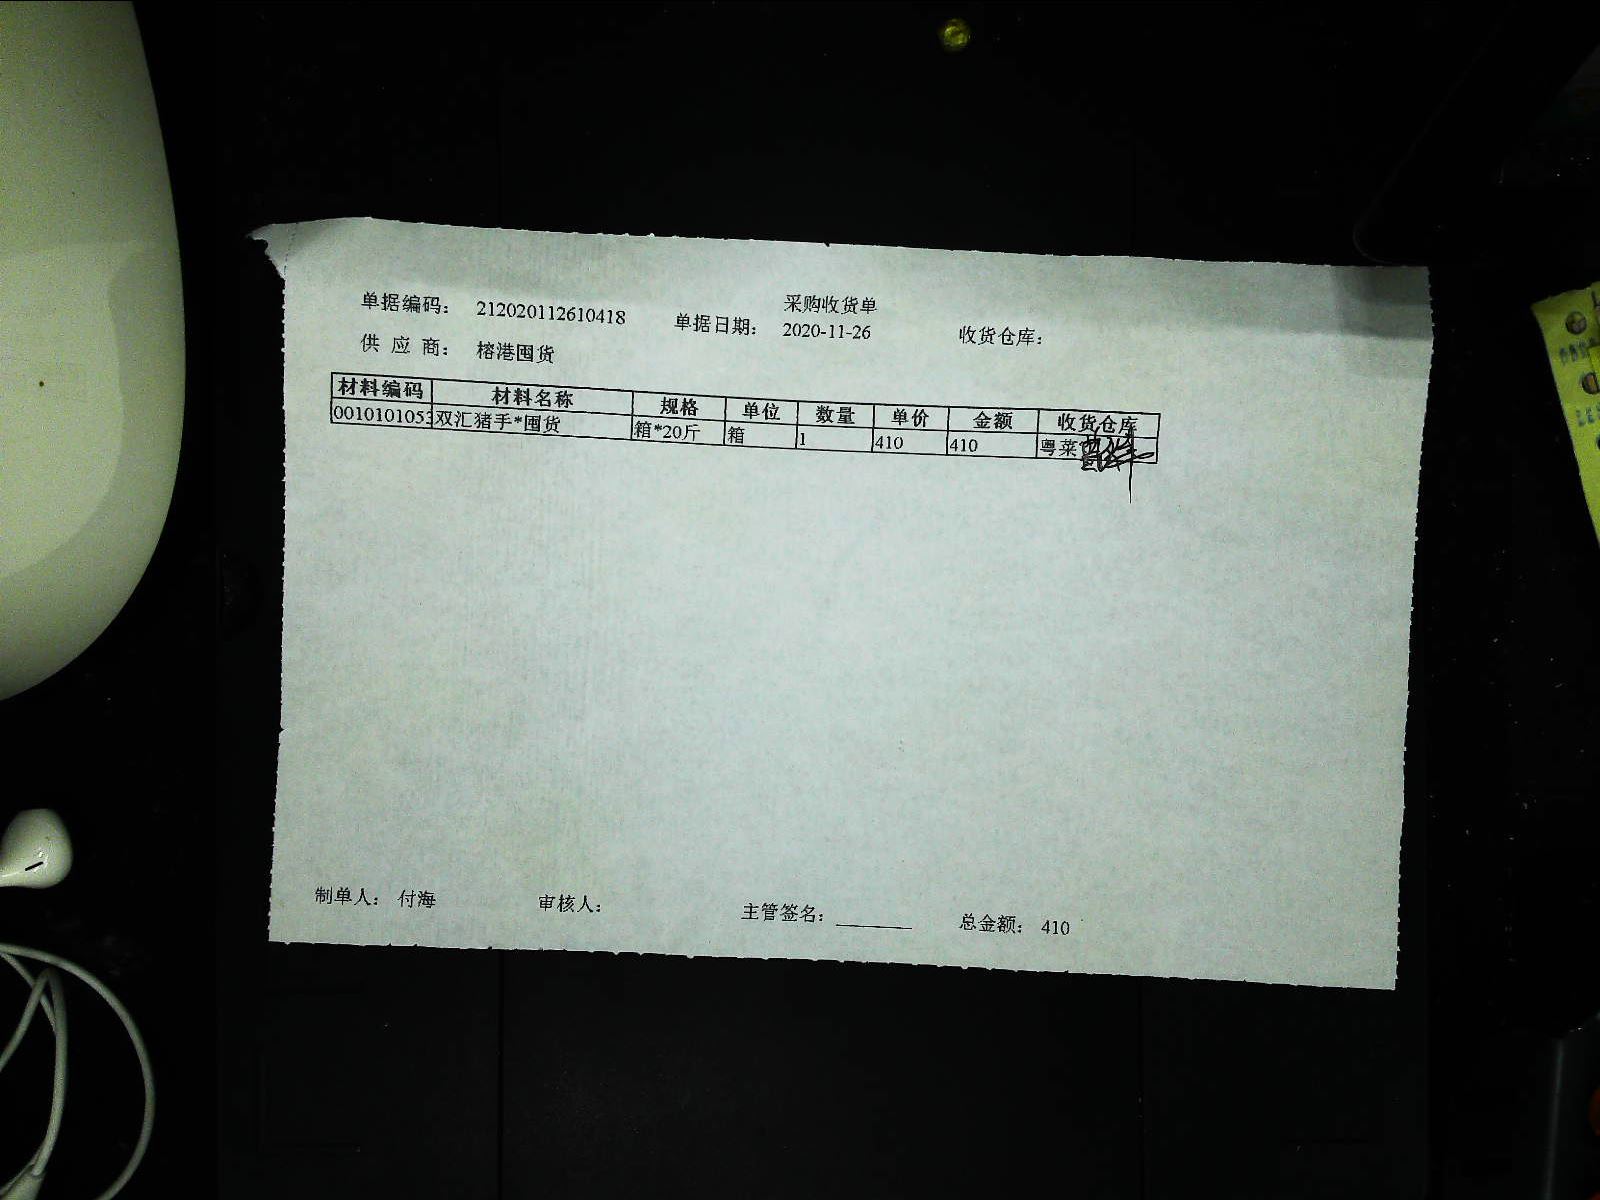 采购收货单
单据编码： 212020112610418 单据日期： 2020-11-26 收货仓库：
供 应 商： 榕港囤货
材料编码 材料名称 规格 单位 数量 单价 金额 收货仓库
0010101053 双汇猪手*囤货 箱*20斤 箱 1 410 410 粤菜
制单人： 付海 审核人： 主管签名：______ 总金额： 410